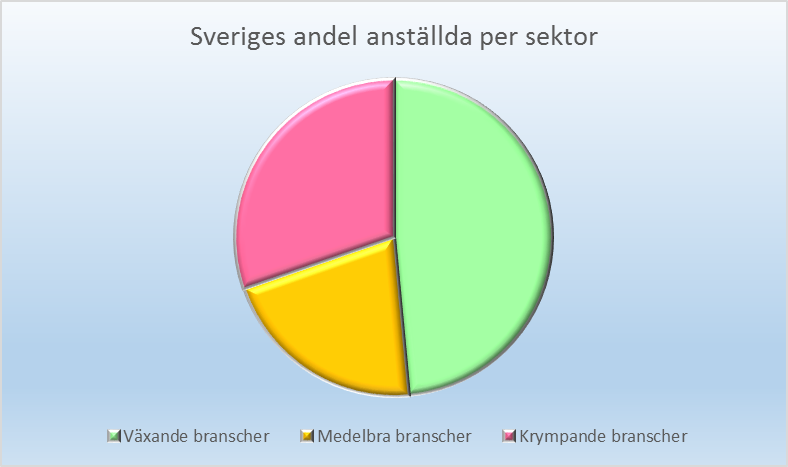 Sveriges andel anställda per sektor
Växande branscher Medelbra branscher Krympande branscher